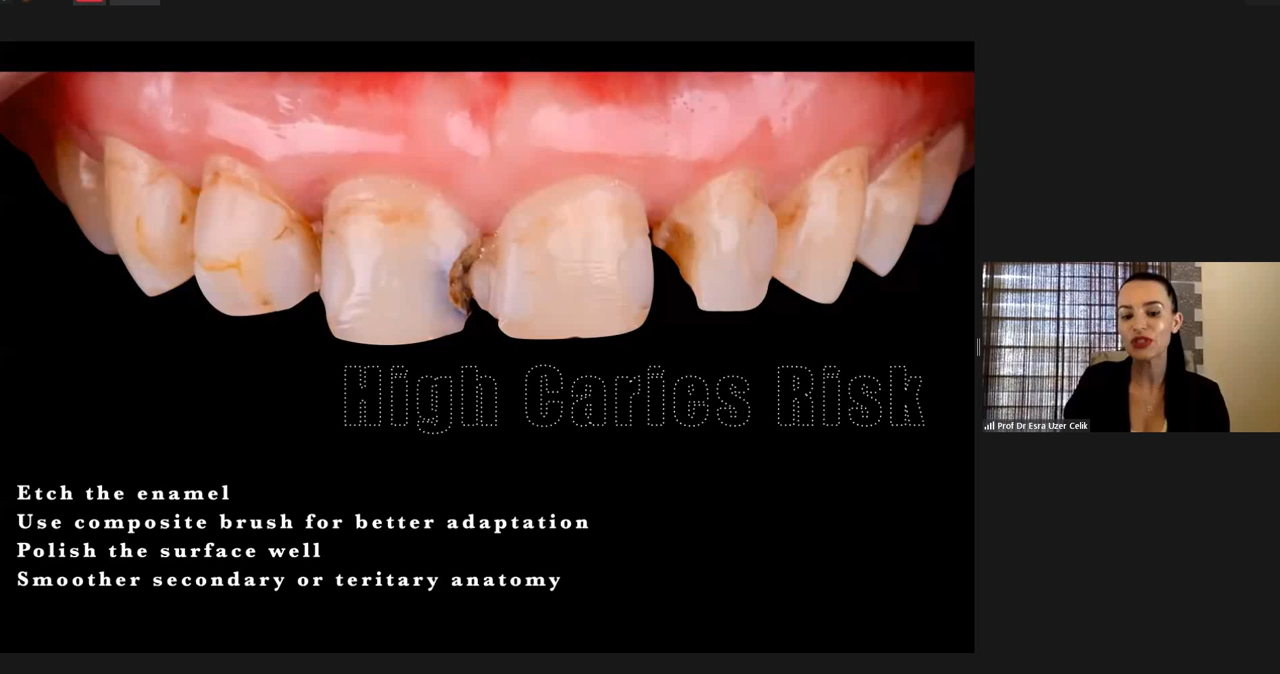 High Caries Risk
Etch the enamel
Use composite brush for better adaptation
Polish the surface well
Smoother secondary or teritary anatomy
Prof Dr Esra Uzer Celik